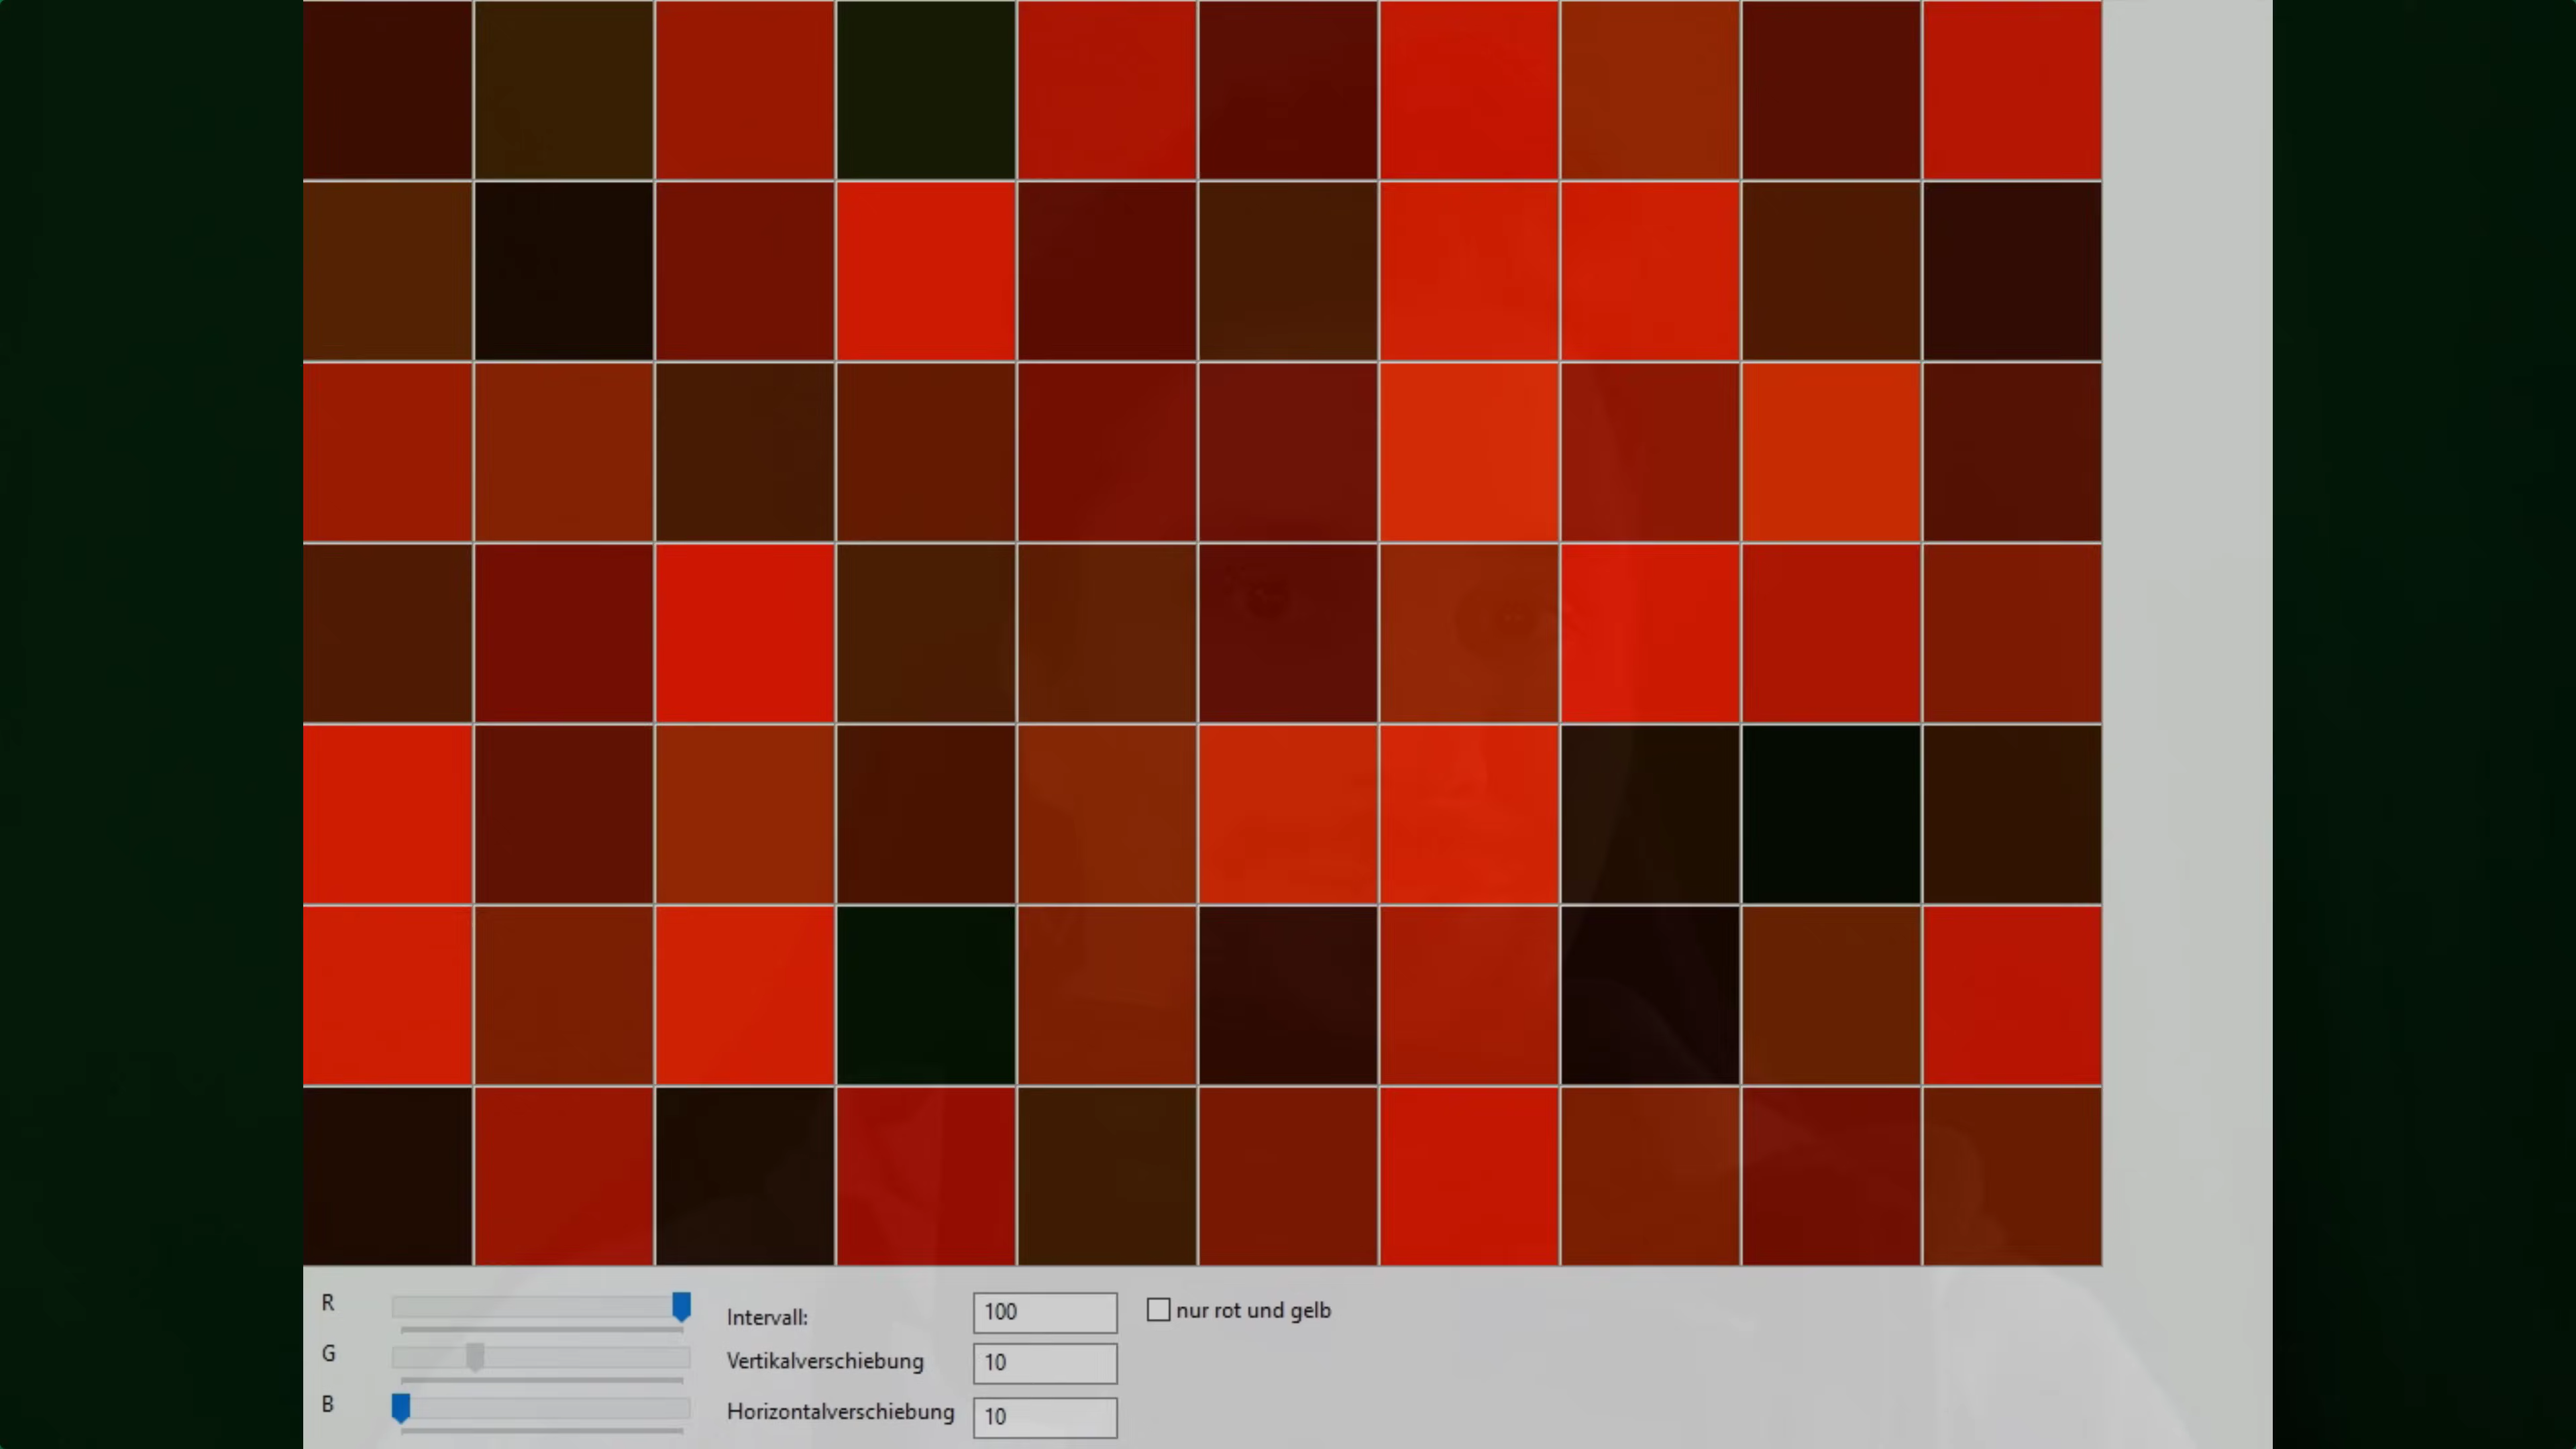 R
Intervall:
100
nur rot und gelb
G
Vertikalverschiebung
10
B
Horizontalverschiebung
10